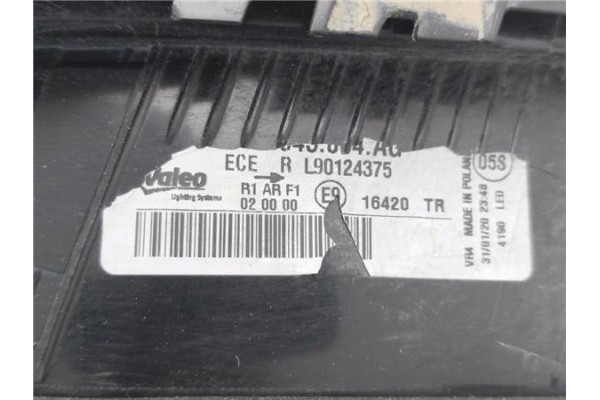 ECE R L90124375
Valeo
Lighting Systems
R1 AR F1
02 00 00
E9
16420 TR
05S
VR4 MADE IN POLAN
31/01/20 23:48
4190 LED